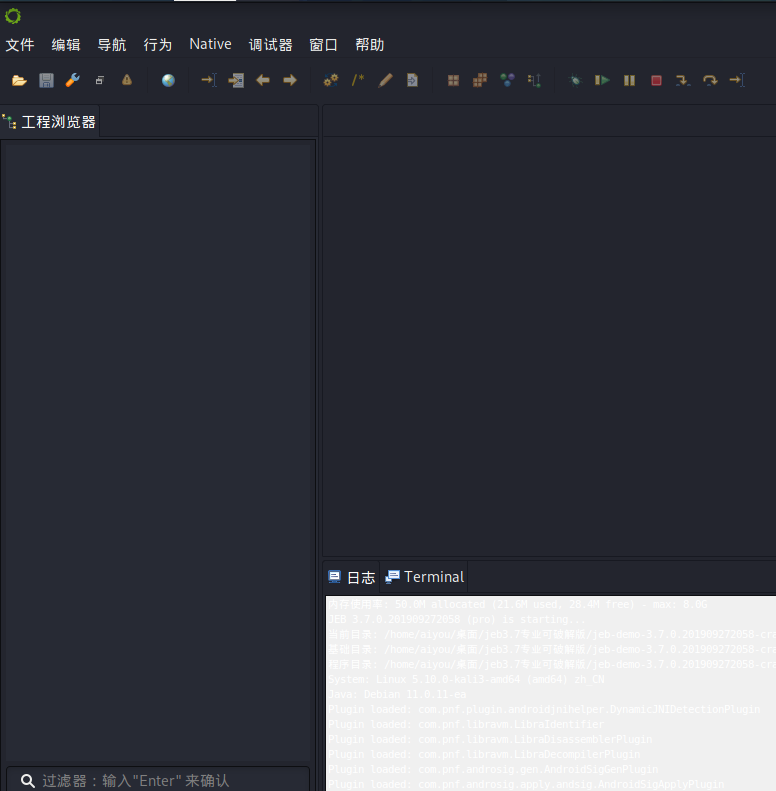 文件 编辑 导航 行为 Native 调试器 窗口 帮助
工程浏览器
日志 Terminal
内存使用率: 50.0M allocated (21.6M used, 28.4M free) - max: 8.0G
JEB 3.7.0.201909272058 (pro) is starting...
当前目录: /home/aiyou/桌面/jeb3.7专业可破解版/jeb-demo-3.7.0.201909272058-cra
基础目录: /home/aiyou/桌面/jeb3.7专业可破解版/jeb-demo-3.7.0.201909272058-cra
程序目录: /home/aiyou/桌面/jeb3.7专业可破解版/jeb-demo-3.7.0.201909272058-cra
System: Linux 5.10.0-kali3-amd64 (amd64) zh_CN
Java: Debian 11.0.11-ea
Plugin loaded: com.pnf.plugin.androidjnihelper.DynamicJNIDetectionPlugin
Plugin loaded: com.pnf.libravm.LibraIdentifier
Plugin loaded: com.pnf.libravm.LibraDisassemblerPlugin
Plugin loaded: com.pnf.libravm.LibraDecompilerPlugin
Plugin loaded: com.pnf.androsig.gen.AndroidSigGenPlugin
Plugin loaded: com.pnf.androsig.apply.andsig.AndroidSigApplyPlugin
过滤器：输入"Enter" 来确认